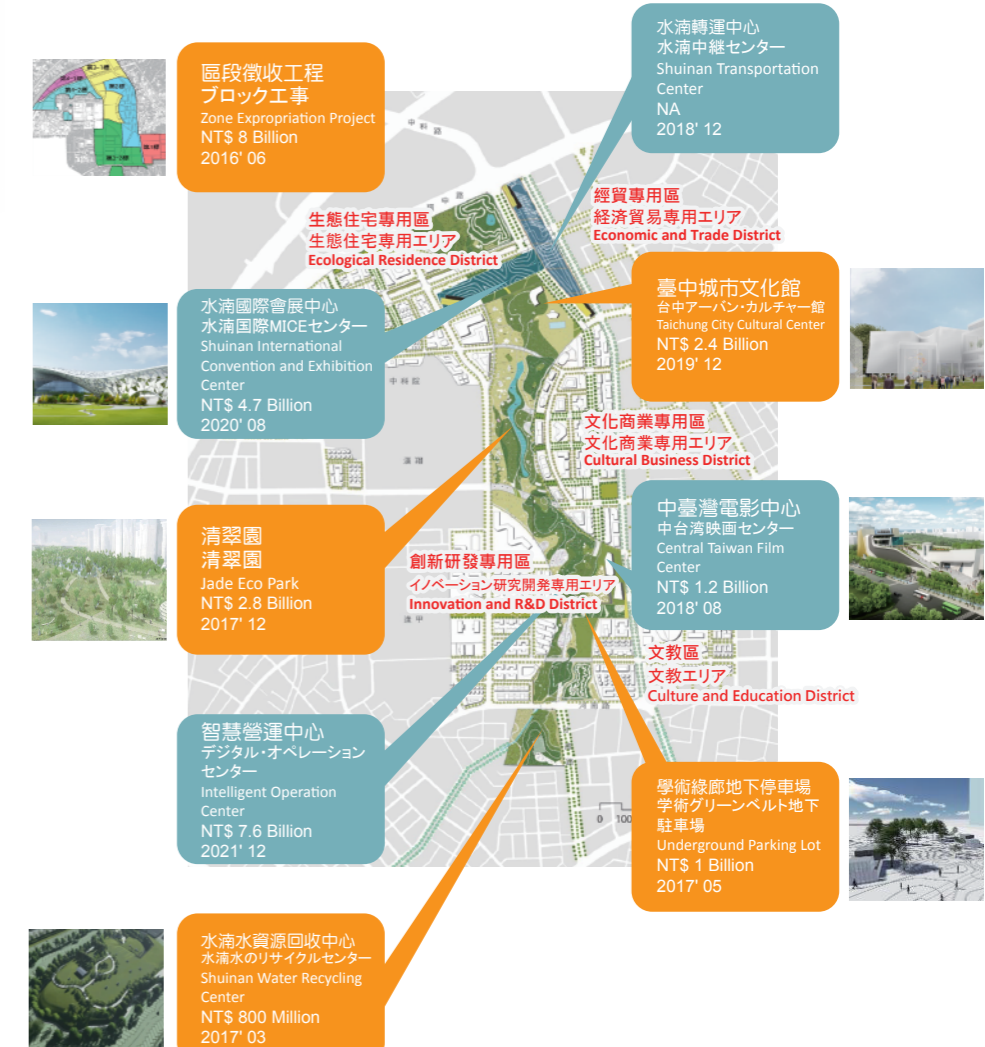 水湳轉運中心
水湳中継センター
Shuinan Transportation
Center
NA
2018' 12
區段徵收工程
ブロック工事
Zone Expropriation Project
NT$ 8 Billion
2016' 06
中科路
經貿專用區
経済貿易専用エリア
Economic and Trade District
生態住宅專用區
生態住宅専用エリア
Ecological Residence District
臺中城市文化館
台中アーバン・カルチャー館
Taichung City Cultural Center
NT$ 2.4 Billion
2019' 12
水湳國際會展中心
水湳国際MICEセンター
Shuinan International
Convention and Exhibition
Center
NT$ 4.7 Billion
2020' 08
中科院
文化商業專用區
文化商業専用エリア
Cultural Business District
漢翔
中臺灣電影中心
中台湾映画センター
Central Taiwan Film
Center
NT$ 1.2 Billion
2018' 08
清翠園
清翠園
Jade Eco Park
NT$ 2.8 Billion
2017' 12
創新研發專用區
イノベーション研究開発専用エリア
Innovation and R&D District
逢甲
文教區
文教エリア
Culture and Education District
河南路
智慧營運中心
デジタル・オペレーション
センター
Intelligent Operation
Center
NT$ 7.6 Billion
2021' 12
學術綠廊地下停車場
学術グリーンベルト地下
駐車場
Underground Parking Lot
NT$ 1 Billion
2017' 05
0 100
水湳水資源回收中心
水湳水のリサイクルセンター
Shuinan Water Recycling
Center
NT$ 800 Million
2017' 03